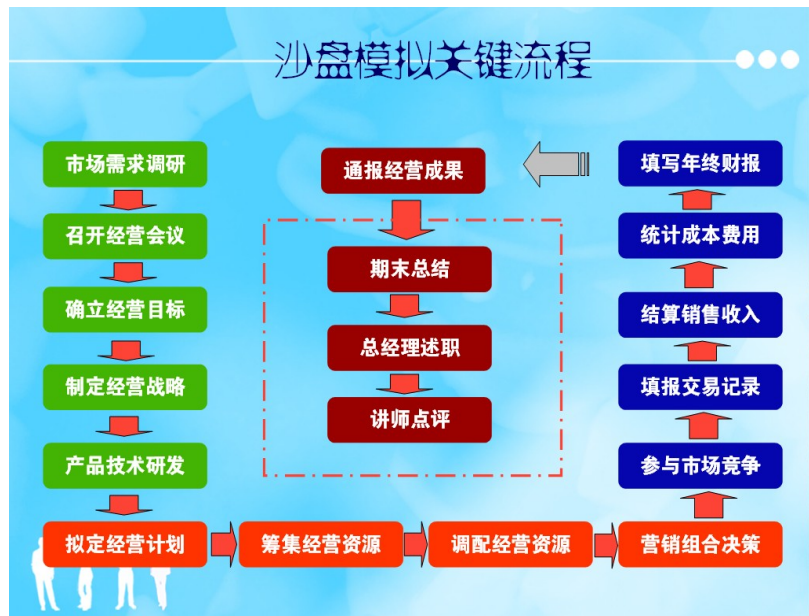 沙盘模拟关键流程
市场需求调研
召开经营会议
确立经营目标
制定经营战略
产品技术研发
拟定经营计划
筹集经营资源
调配经营资源
营销组合决策
参与市场竞争
填报交易记录
结算销售收入
统计成本费用
填写年终财报
通报经营成果
期末总结
总经理述职
讲师点评